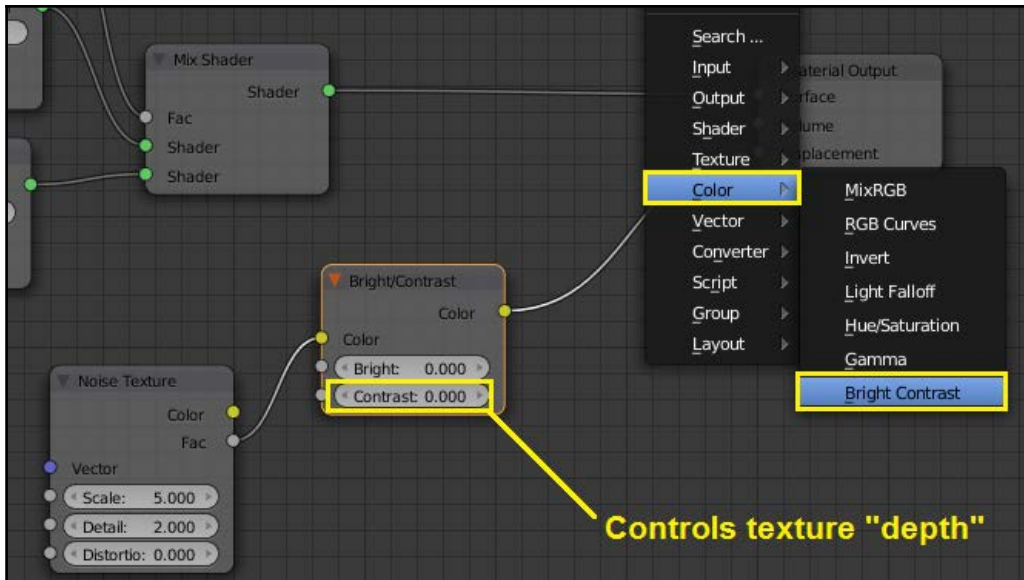 Mix Shader
Shader
Fac
Shader
Shader
Search ...
Input
Output
Shader
Texture
Color
Vector
Converter
Script
Group
Layout
aterial Output
rface
lume
splacement
MixRGB
RGB Curves
Invert
Light Falloff
Hue/Saturation
Gamma
Bright Contrast
Bright/Contrast
Color
Color
Bright: 0.000
Contrast: 0.000
Noise Texture
Color
Fac
Vector
Scale: 5.000
Detail: 2.000
Distortio: 0.000
Controls texture "depth"